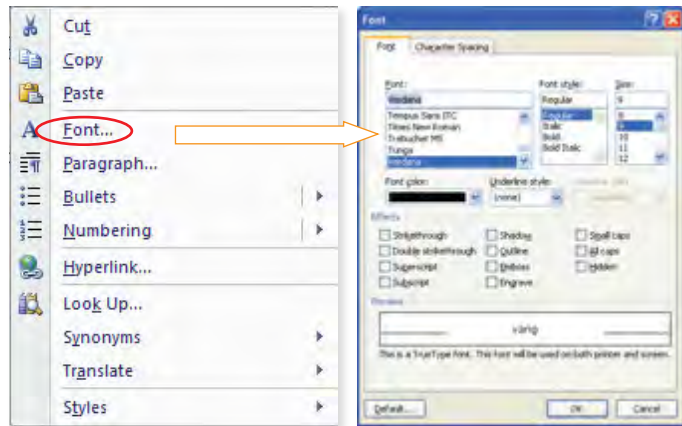 Cut
Copy
Paste
Font...
Paragraph...
Bullets
Numbering
Hyperlink...
Look Up...
Synonyms
Translate
Styles
Font
Font Character Spacing
Font: Font style: Size:
Verdana Regular 9
Tempus Sans ITC Regular 8
Times New Roman Italic 9
Trebuchet MS Bold 10
Tunga Bold Italic 11
Verdana 12
Font color: Underline style:
(none)
Effects
Strikethrough Shadow Small caps
Double strikethrough Outline All caps
Superscript Emboss Hidden
Subscript Engrave
Preview
vang
This is a TrueType font. This font will be used on both printer and screen.
Default... OK Cancel